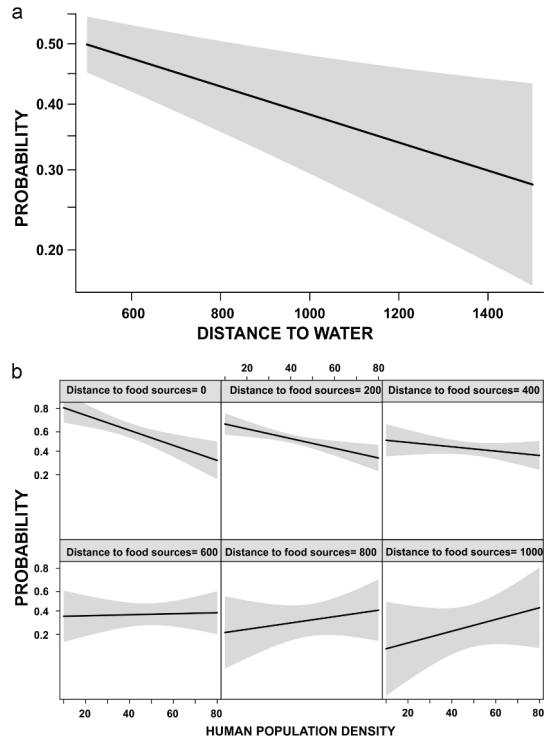 a
0.50
0.40
0.30
0.20
PROBABILITY
600 800 1000 1200 1400
DISTANCE TO WATER
b
20 40 60 80
Distance to food sources= 0 Distance to food sources= 200 Distance to food sources= 400
0.8
0.6
0.4
0.2
Distance to food sources= 600 Distance to food sources= 800 Distance to food sources= 1000
0.8
0.6
0.4
0.2
PROBABILITY
20 40 60 80 20 40 60 80
HUMAN POPULATION DENSITY